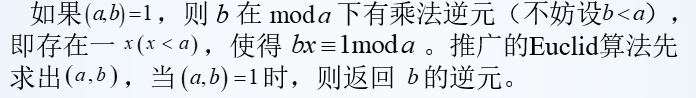 如果(a,b)=1，则 b 在 mod a 下有乘法逆元（不妨设b<a），
即存在一 x(x<a)，使得 bx≡1mod a 。推广的Euclid算法先
求出(a,b)，当(a,b)=1时，则返回 b的逆元。